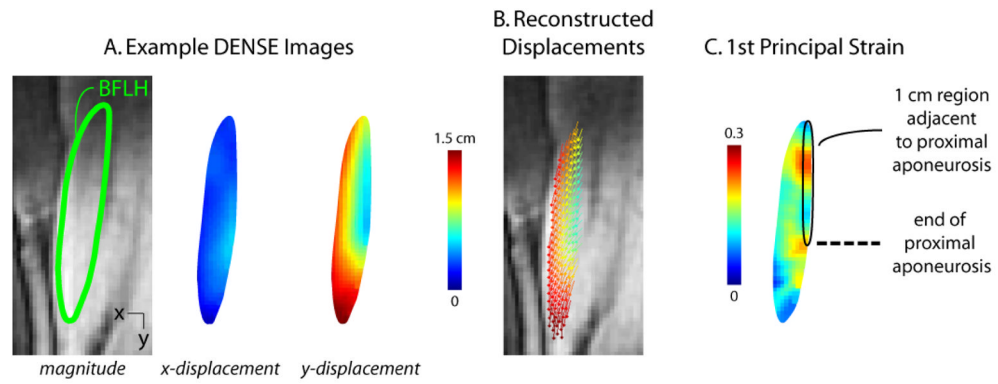 A. Example DENSE Images
BFLH
x
y
magnitude
x-displacement
y-displacement
1.5 cm
0
B. Reconstructed
Displacements
C. 1st Principal Strain
0.3
0
1 cm region
adjacent
to proximal
aponeurosis
end of
proximal
aponeurosis